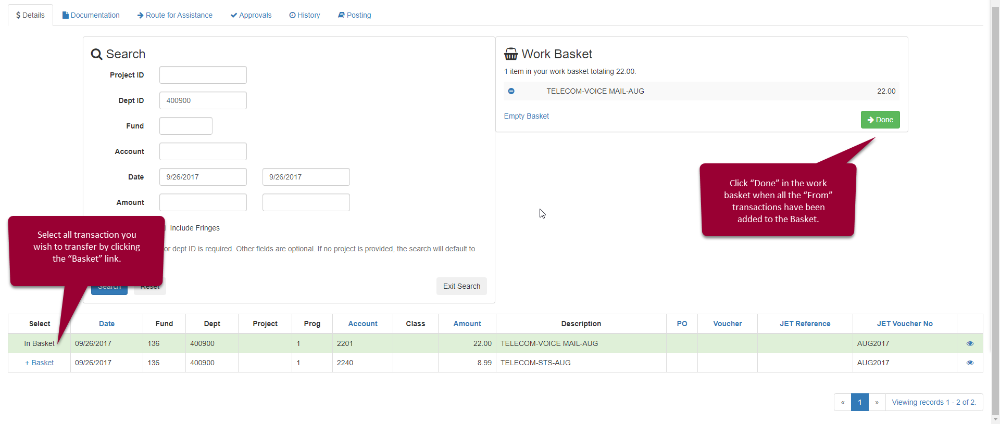 $ Details
Documentation
Route for Assistance
Approvals
History
Posting
Search
Project ID
Dept ID
400900
Fund
Account
Date
9/26/2017
9/26/2017
Amount
Include Fringes
or dept ID is required. Other fields are optional. If no project is provided, the search will default to
Search
Reset
Exit Search
Work Basket
1 item in your work basket totaling 22.00.
TELECOM-VOICE MAIL-AUG
22.00
Empty Basket
Done
Click “Done” in the work
basket when all the “From”
transactions have been
added to the Basket.
Select all transaction you
wish to transfer by clicking
the “Basket” link.
Select Date Fund Dept Project Prog Account Class Amount Description PO Voucher JET Reference JET Voucher No
In Basket 09/26/2017 136 400900 1 2201 22.00 TELECOM-VOICE MAIL-AUG AUG2017
+ Basket 09/26/2017 136 400900 1 2240 8.99 TELECOM-STS-AUG AUG2017
« 1 » Viewing records 1 - 2 of 2.